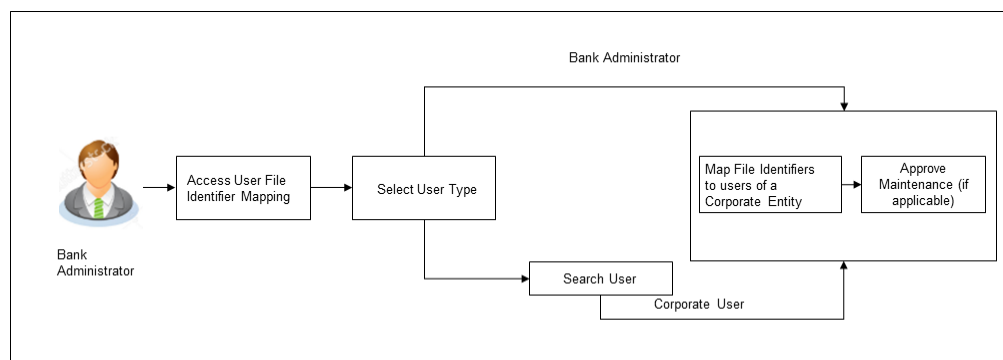 Bank Administrator
Access User File
Identifier Mapping
Select User Type
Map File Identifiers
to users of a
Corporate Entity
Approve
Maintenance (if
applicable)
Bank
Administrator
Search User
Corporate User